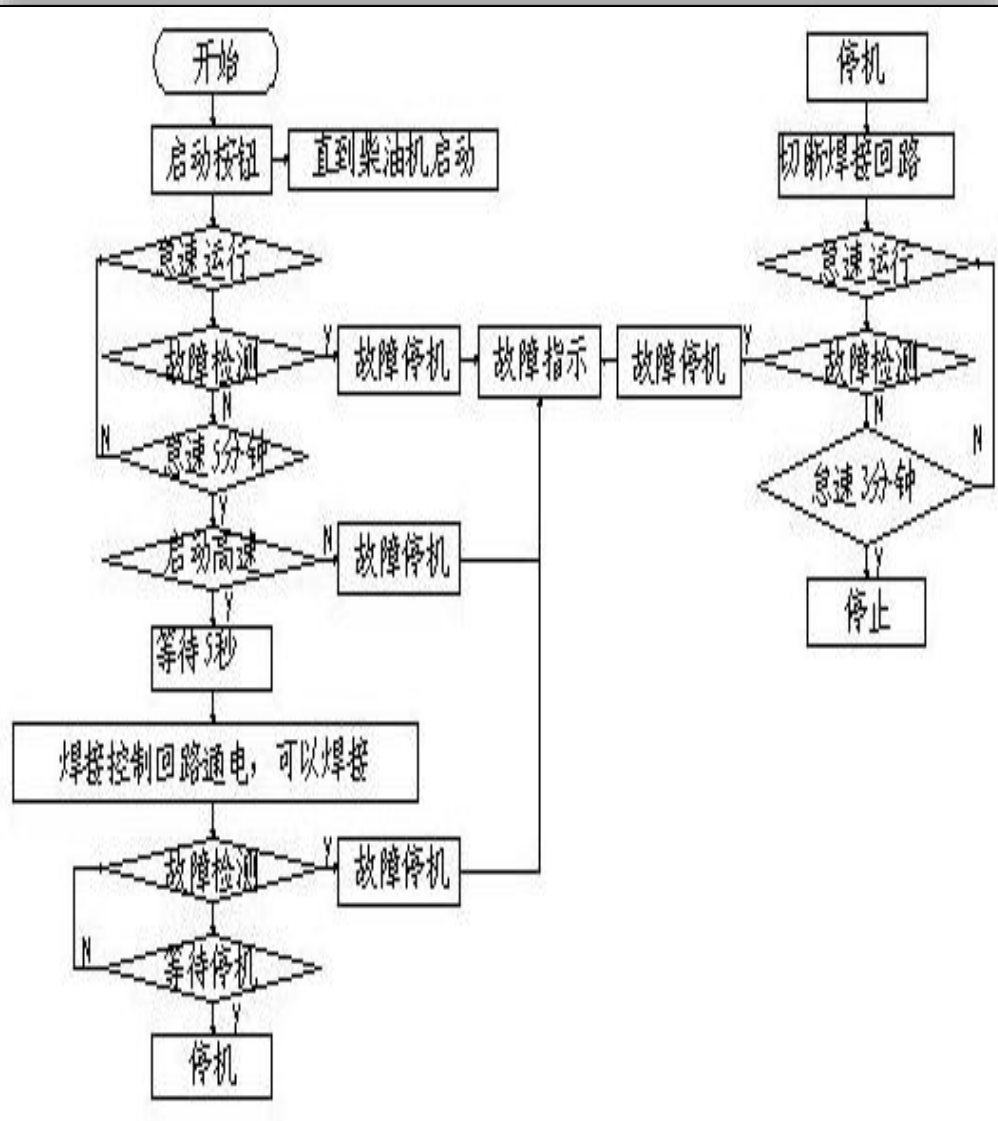 开始
启动按钮
直到柴油机启动
怠速运行
故障检测
Y
故障停机
故障指示
N
怠速5分钟
N
Y
启动高速
N
故障停机
Y
等待5秒
焊接控制回路通电，可以焊接
故障检测
Y
故障停机
N
等待停机
Y
停机
停机
切断焊接回路
怠速运行
故障检测
Y
故障停机
N
怠速3分钟
N
Y
停止